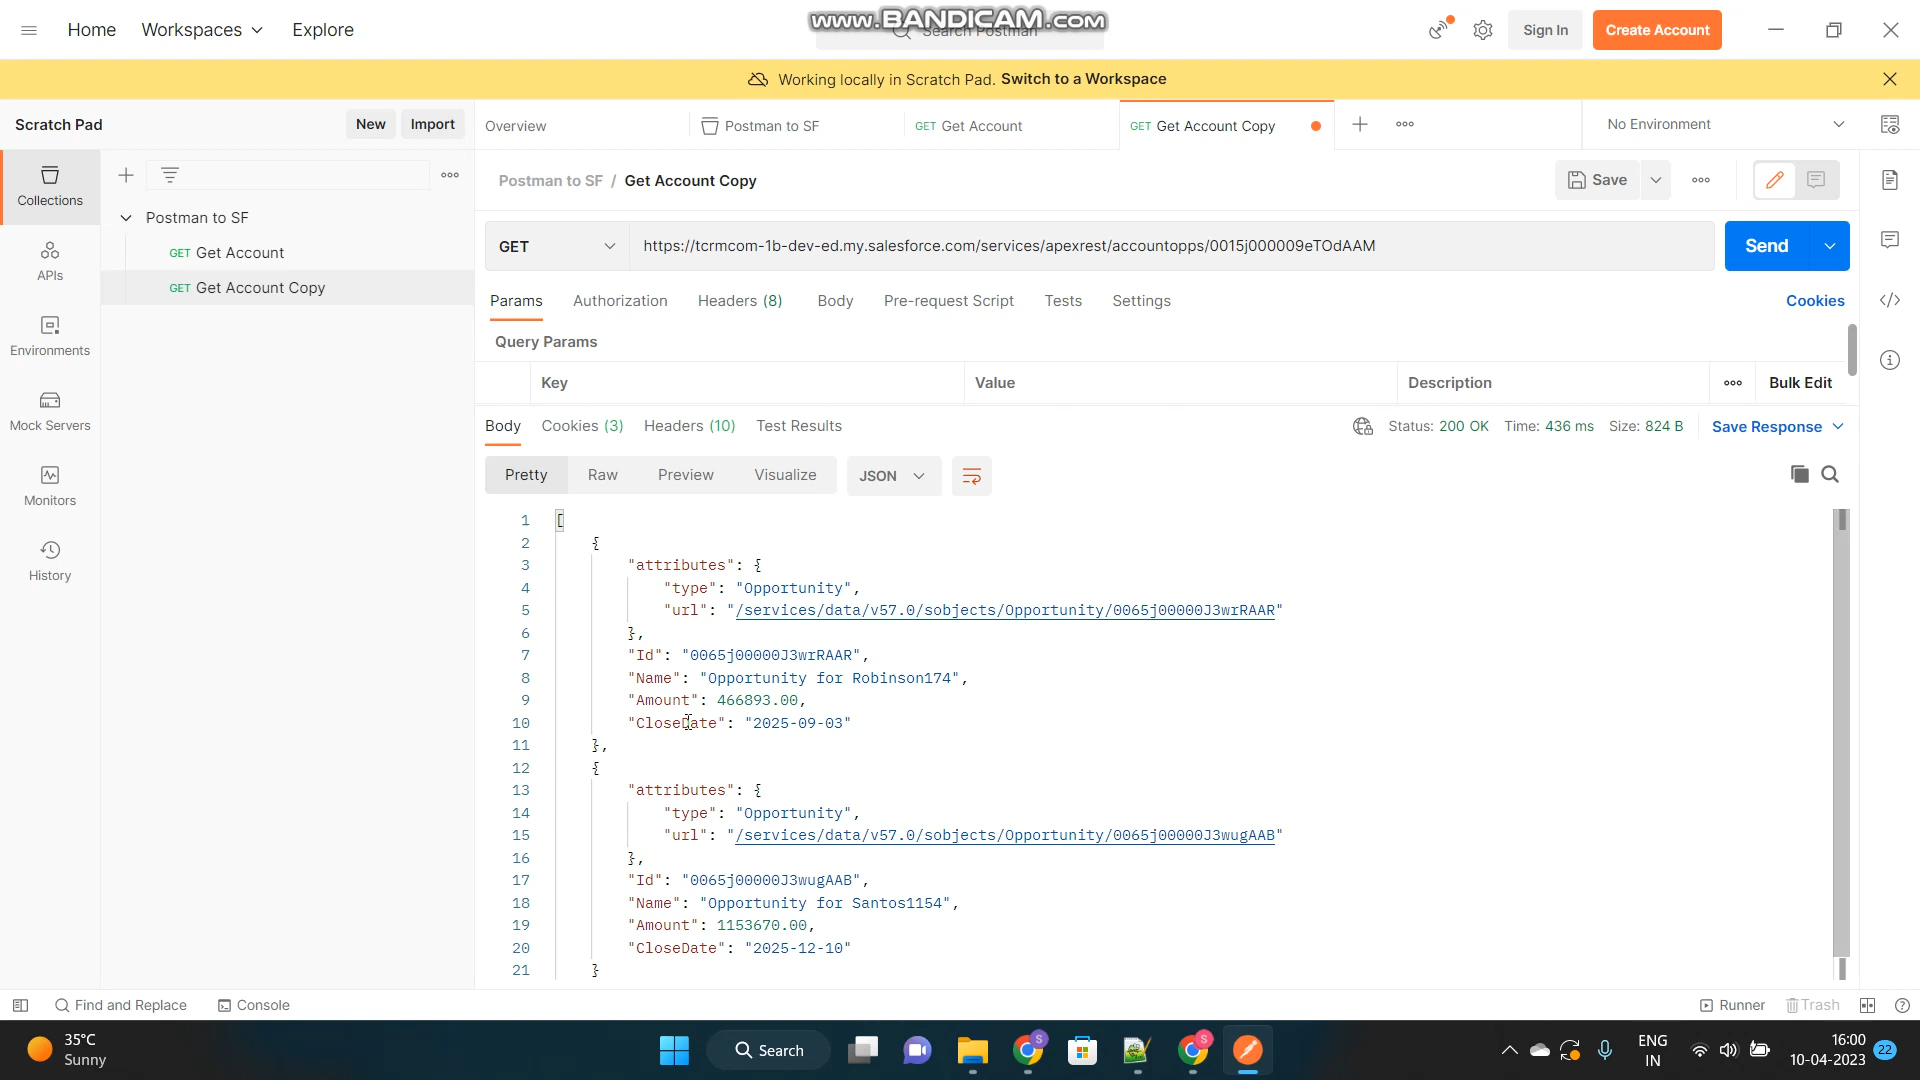 www.BANDICAM.com
Home
Workspaces
Explore
Search Postman
Sign In
Create Account
Working locally in Scratch Pad. Switch to a Workspace
Scratch Pad
New
Import
Overview
Postman to SF
GET Get Account
GET Get Account Copy
No Environment
Collections
APIs
Environments
Mock Servers
Monitors
History
Postman to SF
GET Get Account
GET Get Account Copy
Postman to SF / Get Account Copy
Save
GET
https://tcrmcom-1b-dev-ed.my.salesforce.com/services/apexrest/accountopps/0015j000009eTOdAAM
Send
Params
Authorization
Headers (8)
Body
Pre-request Script
Tests
Settings
Cookies
Query Params
Key
Value
Description
Bulk Edit
Body
Cookies (3)
Headers (10)
Test Results
Status: 200 OK
Time: 436 ms
Size: 824 B
Save Response
Pretty
Raw
Preview
Visualize
JSON
1 [
2 {
3 "attributes": {
4 "type": "Opportunity",
5 "url": "/services/data/v57.0/sobjects/Opportunity/0065j00000J3wrRAAR"
6 },
7 "Id": "0065j00000J3wrRAAR",
8 "Name": "Opportunity for Robinson174",
9 "Amount": 466893.00,
10 "CloseDate": "2025-09-03"
11 },
12 {
13 "attributes": {
14 "type": "Opportunity",
15 "url": "/services/data/v57.0/sobjects/Opportunity/0065j00000J3wugAAB"
16 },
17 "Id": "0065j00000J3wugAAB",
18 "Name": "Opportunity for Santos1154",
19 "Amount": 1153670.00,
20 "CloseDate": "2025-12-10"
21 }
Find and Replace
Console
Runner
Trash
35°C
Sunny
Search
S
S
ENG
IN
16:00
10-04-2023
22